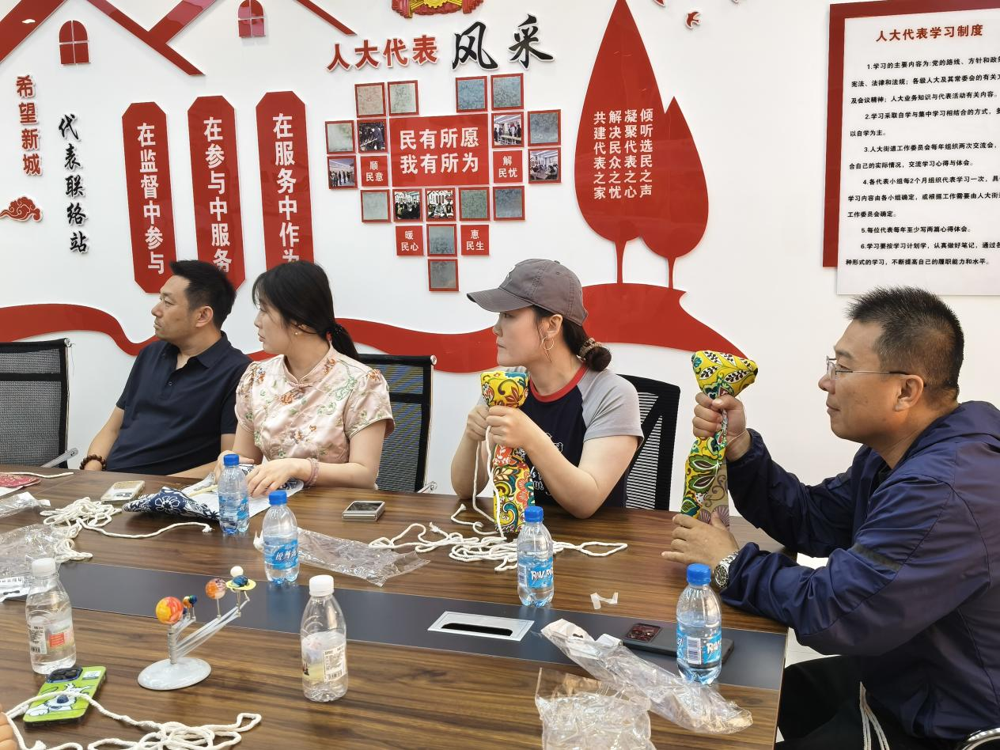 人大代表 风采
希望新城
代表联络站
在监督中参与
在参与中服务
在服务中作为
民有所愿
我有所为
顺民意
解民忧
暖民心
惠民生
倾听选民之声
凝聚代表之心
解决民众之忧
共建代表之家
人大代表学习制度
1.学习的主要内容为:党的路线、方针和政
宪法、法律和法规；各级人大及其常委会的有关
及会议精神；人大业务知识与代表活动有关内容。
2.学习采取自学与集中学习相结合的方式，
以自学为主。
3.人大街道工作委员会每年组织两次交流会，
合自己的实际情况，交流学习心得与体会。
4.各代表小组每2个月组织代表学习一次，具
学习内容由各小组确定，或根据工作需要由人大街
工作委员会确定。
5.每位代表每年至少写两篇心得体会。
6.学习要按学习计划学，认真做好笔记，通过
种形式的学习，不断提高自己的履职能力和水平。